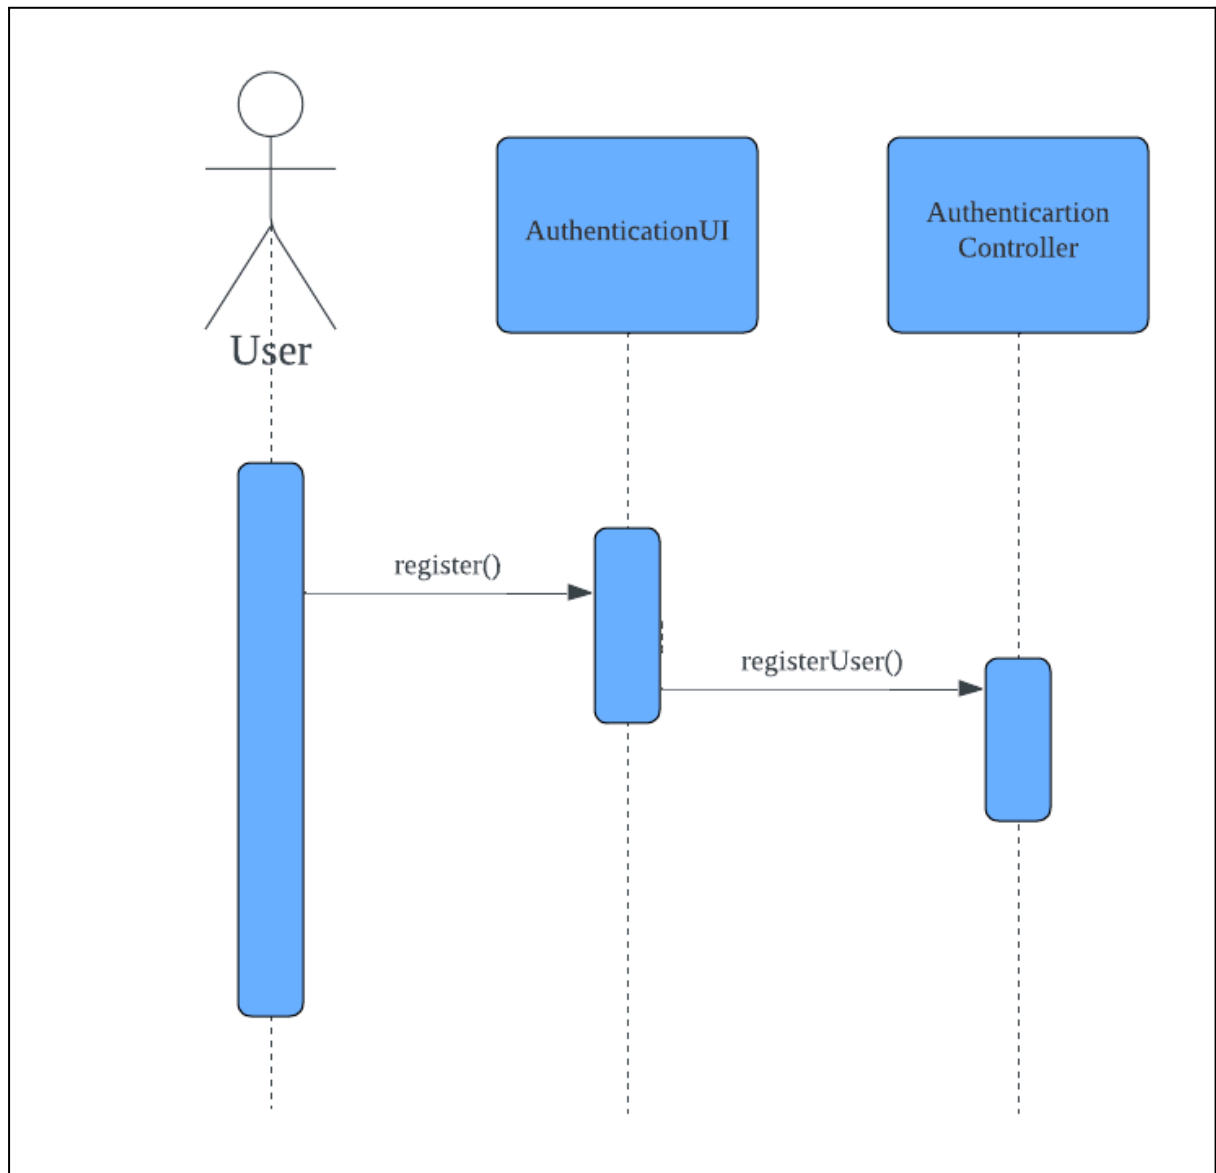 AuthenticationUI
Authenticartion
Controller
User
register()
registerUser()